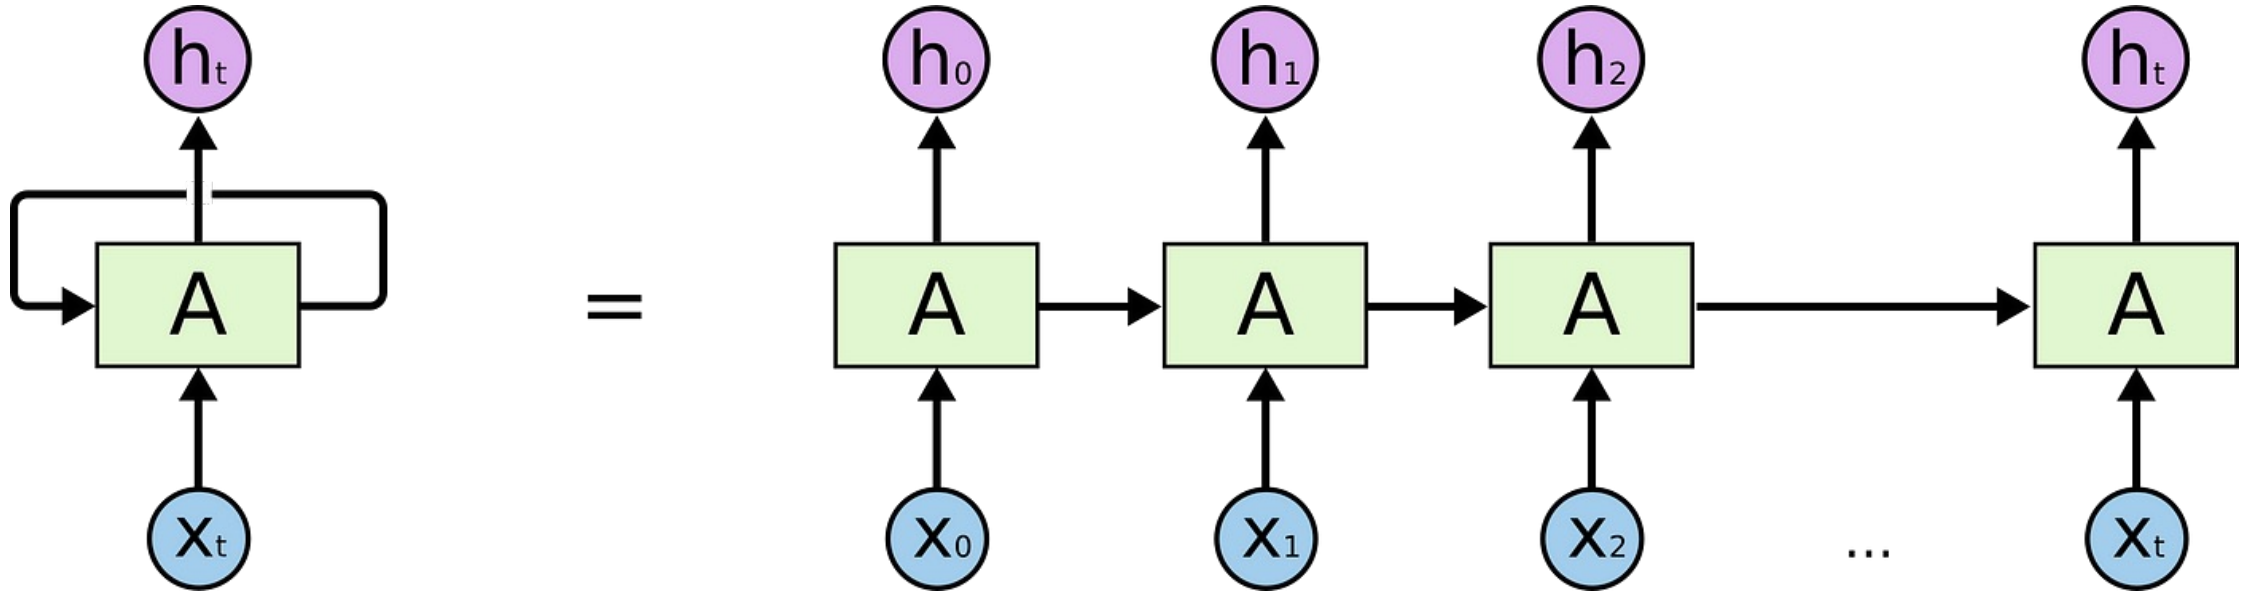 hₜ h₀ h₁ h₂ hₜ
A = A A A A
xₜ x₀ x₁ x₂ ... xₜ